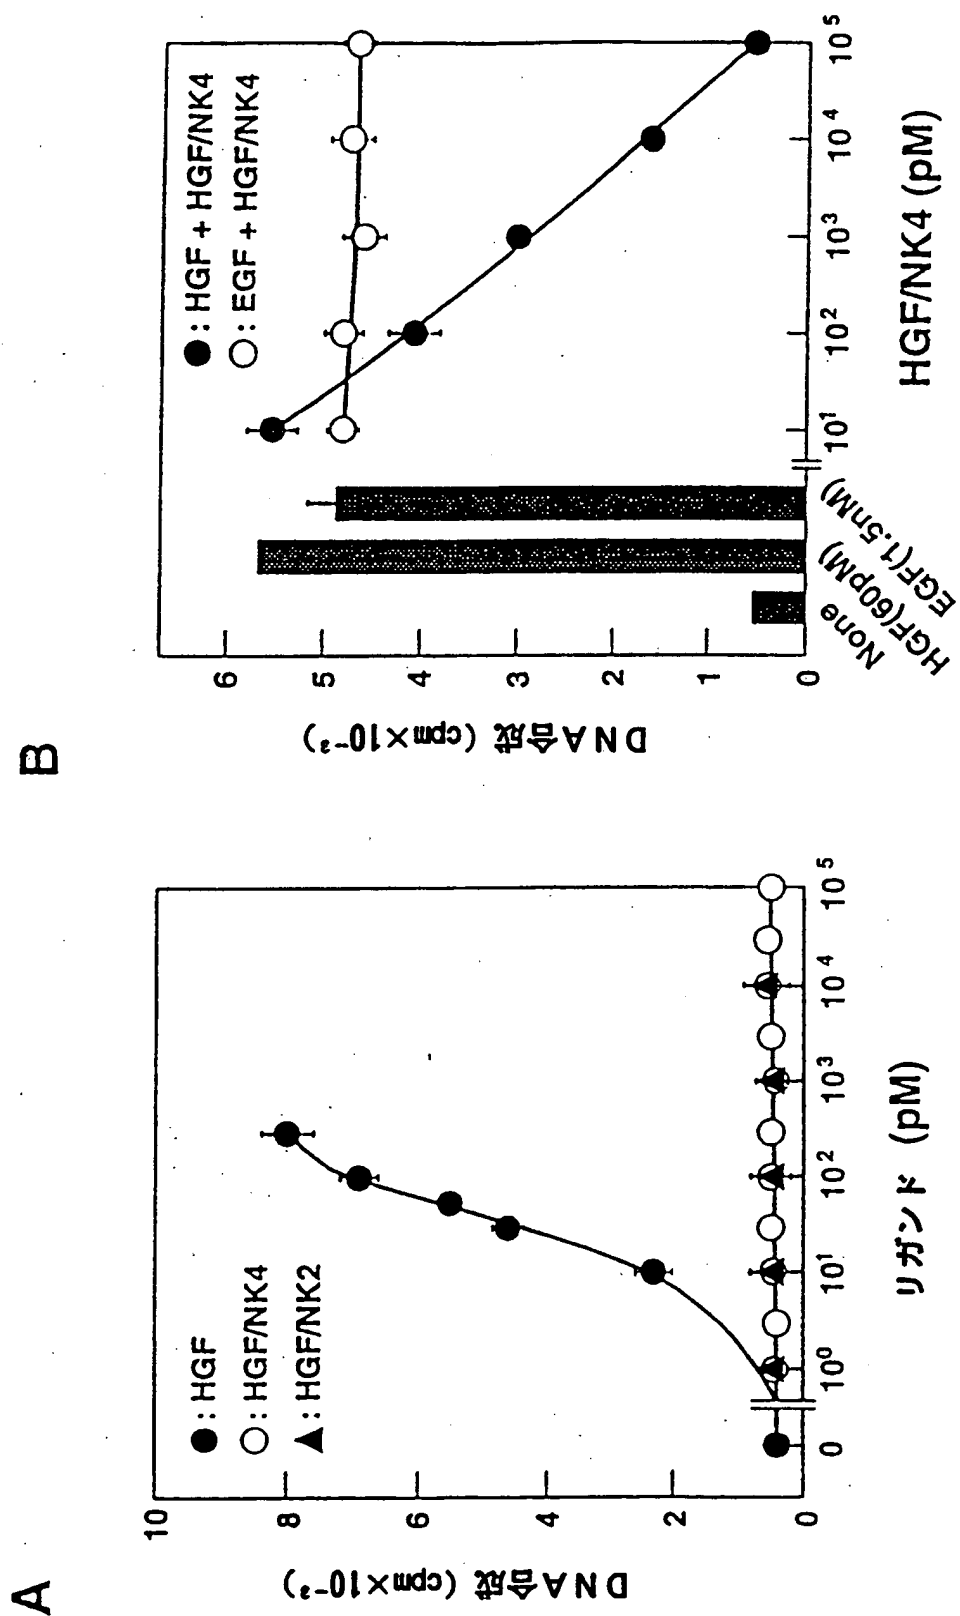 A
DNA合成 (cpm×10⁻³)
10
8
6
4
2
0
●: HGF
○: HGF/NK4
▲: HGF/NK2
0 10⁰ 10¹ 10² 10³ 10⁴ 10⁵
リガンド (pM)
B
DNA合成 (cpm×10⁻³)
6
5
4
3
2
1
0
●: HGF + HGF/NK4
○: EGF + HGF/NK4
None
HGF(60pM)
EGF(1.5nM)
10¹ 10² 10³ 10⁴ 10⁵
HGF/NK4 (pM)